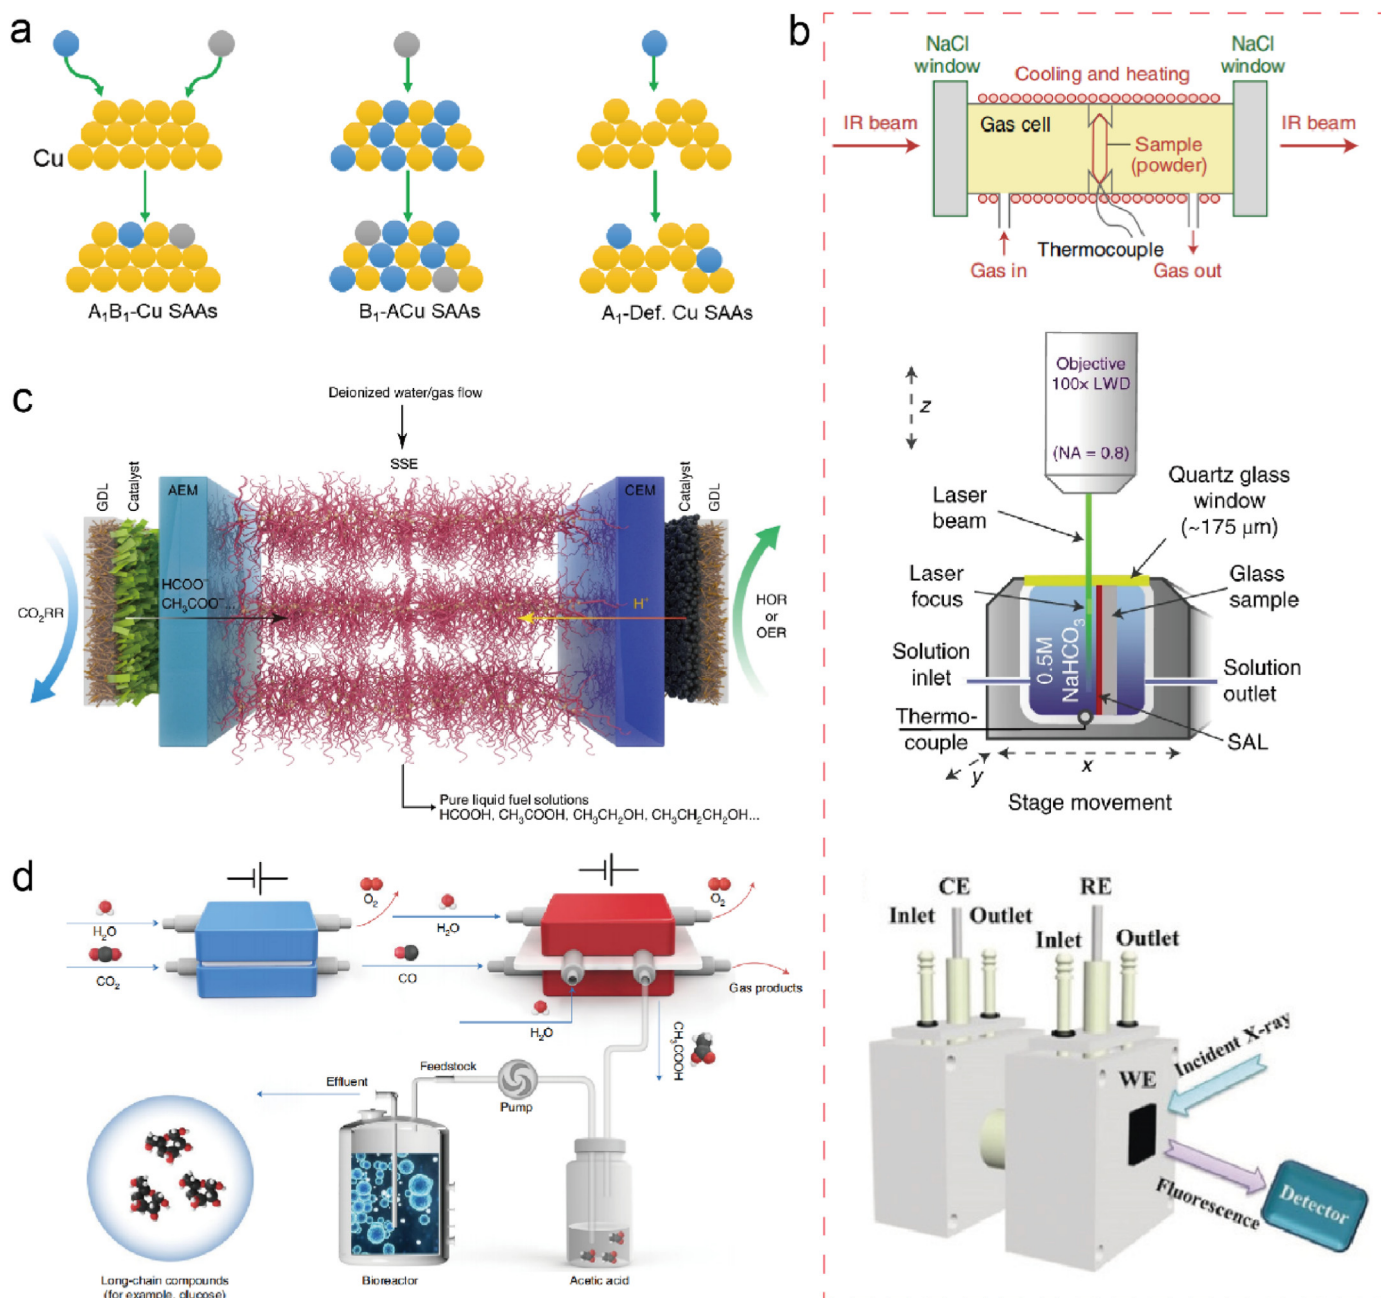 a
Cu
A₁B₁-Cu SAAs
B₁-ACu SAAs
A₁-Def. Cu SAAs
b
NaCl
window
NaCl
window
Cooling and heating
IR beam
Gas cell
IR beam
Sample
(powder)
Thermocouple
Gas in
Gas out
Objective
100x LWD
(NA = 0.8)
z
Laser
beam
Quartz glass
window
(~175 µm)
Laser
focus
Glass
sample
0.5M
NaHCO₃
Solution
inlet
Solution
outlet
Thermo-
couple
SAL
x
y
Stage movement
CE
RE
Inlet
Outlet
Inlet
Outlet
Incident X-ray
WE
Fluorescence
Detector
c
Deionized water/gas flow
SSE
GDL
Catalyst
AEM
CEM
Catalyst
GDL
HCOO⁻
CH₃COO⁻...
H⁺
CO₂RR
HOR
or
OER
Pure liquid fuel solutions
HCOOH, CH₃COOH, CH₃CH₂OH, CH₃CH₂CH₂OH...
d
H₂O
O₂
CO₂
H₂O
CO
O₂
Gas products
H₂O
CH₃COOH
Effluent
Feedstock
Pump
Long-chain compounds
(for example, glucose)
Bioreactor
Acetic acid